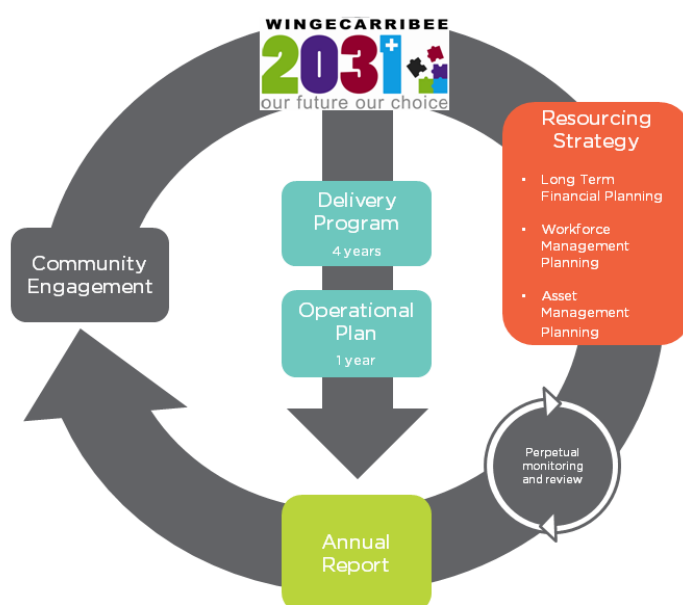 WINGECARRIBEE
2031+
our future our choice
Resourcing
Strategy
▪ Long Term
Financial Planning
▪ Workforce
Management
Planning
▪ Asset
Management
Planning
Delivery
Program
4 years
Community
Engagement
Operational
Plan
1 year
Perpetual
monitoring
and review
Annual
Report